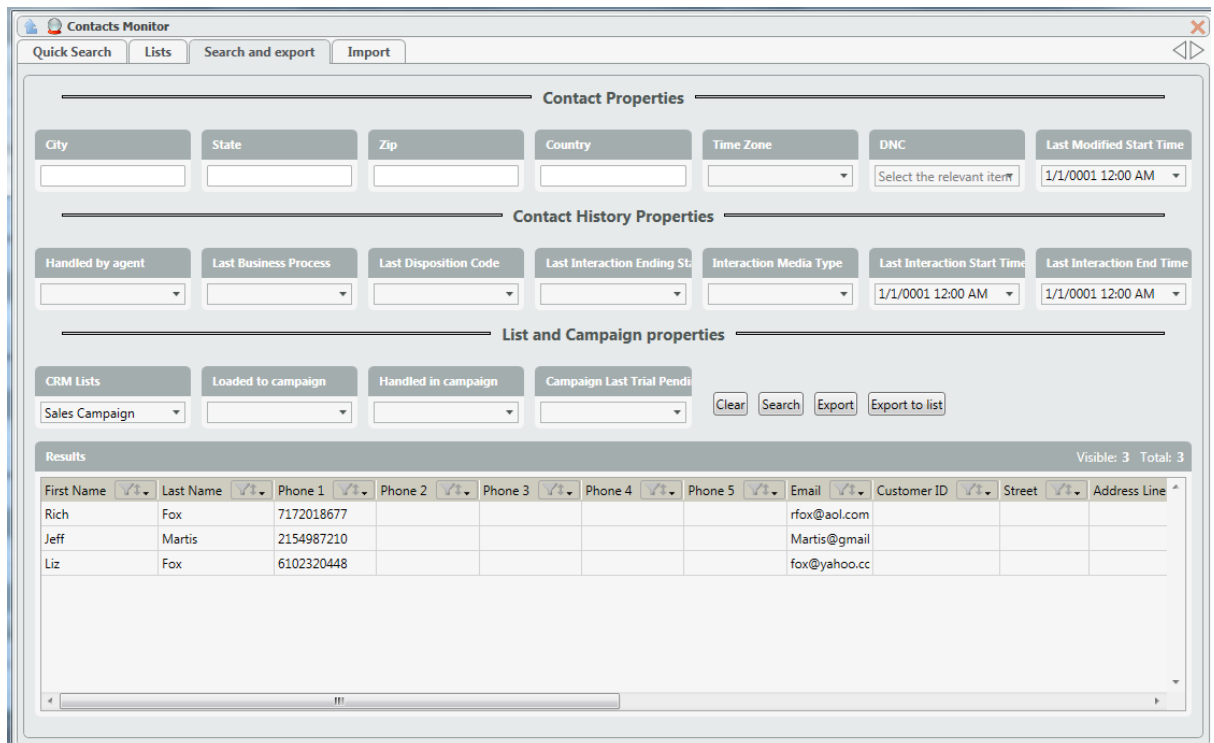 Contacts Monitor
Quick Search Lists Search and export Import
Contact Properties
City State Zip Country Time Zone DNC Last Modified Start Time
Select the relevant item 1/1/0001 12:00 AM
Contact History Properties
Handled by agent Last Business Process Last Disposition Code Last Interaction Ending Sta Interaction Media Type Last Interaction Start Time Last Interaction End Time
1/1/0001 12:00 AM 1/1/0001 12:00 AM
List and Campaign properties
CRM Lists Loaded to campaign Handled in campaign Campaign Last Trial Pendi
Sales Campaign Clear Search Export Export to list
Results Visible: 3 Total: 3
First Name Last Name Phone 1 Phone 2 Phone 3 Phone 4 Phone 5 Email Customer ID Street Address Line
Rich Fox 7172018677 rfox@aol.com
Jeff Martis 2154987210 Martis@gmail
Liz Fox 6102320448 fox@yahoo.cc